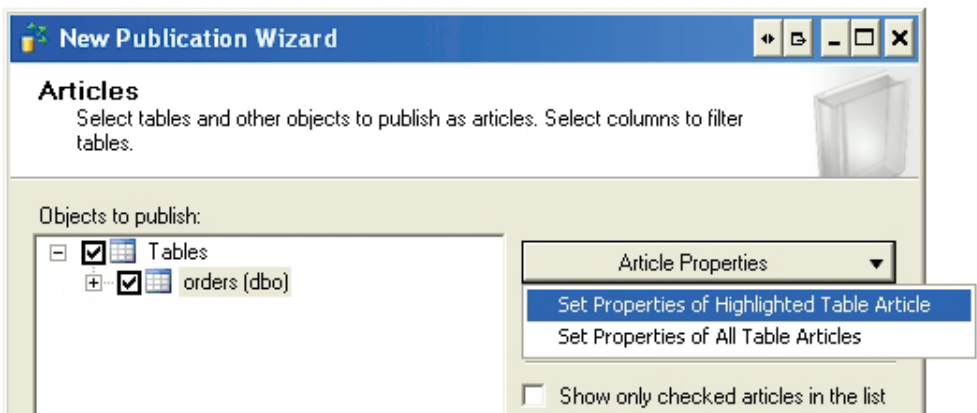 New Publication Wizard
Articles
Select tables and other objects to publish as articles. Select columns to filter
tables.
Objects to publish:
Tables
orders (dbo)
Article Properties
Set Properties of Highlighted Table Article
Set Properties of All Table Articles
Show only checked articles in the list